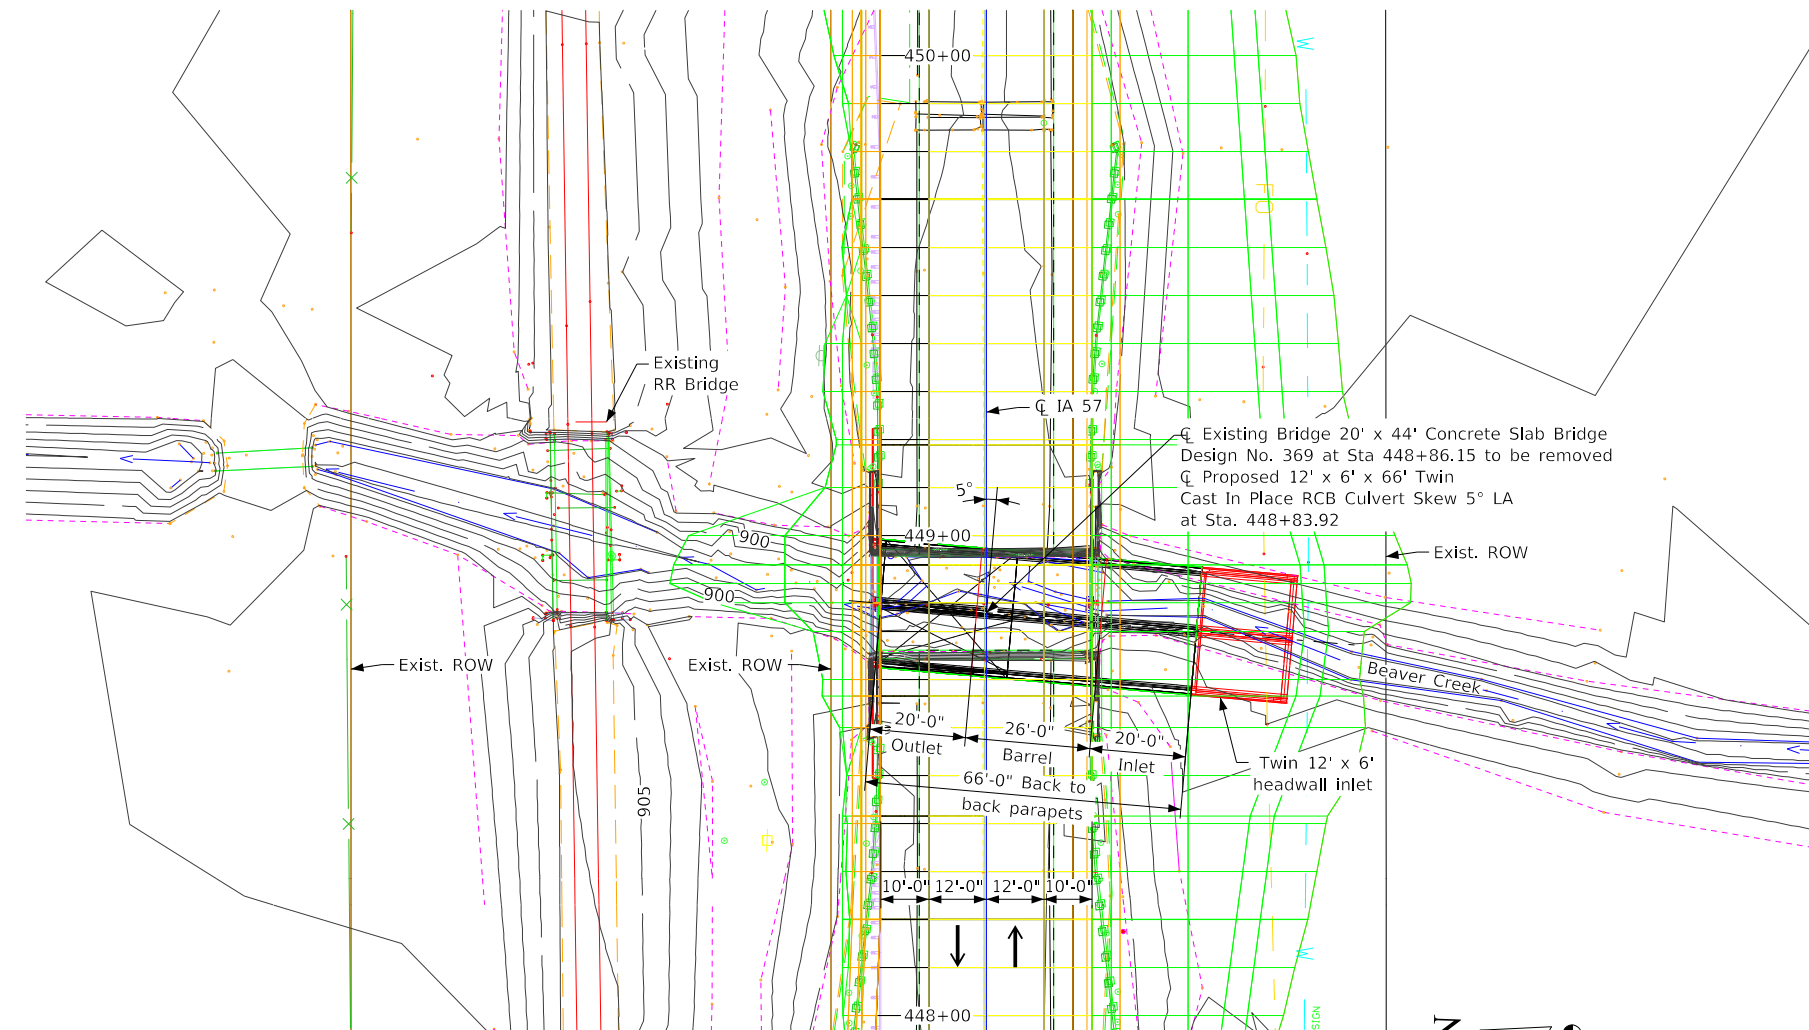 450+00
W
FO
Existing
RR Bridge
℄ IA 57
℄ Existing Bridge 20' x 44' Concrete Slab Bridge
Design No. 369 at Sta 448+86.15 to be removed
℄ Proposed 12' x 6' x 66' Twin
Cast In Place RCB Culvert Skew 5° LA
at Sta. 448+83.92
5°
449+00
900
Exist. ROW
900
Exist. ROW
Exist. ROW
Beaver Creek
20'-0"
Outlet
26'-0"
Barrel
20'-0"
Inlet
Twin 12' x 6'
headwall inlet
66'-0" Back to
back parapets
905
10'-0"
12'-0"
12'-0"
10'-0"
W
448+00
SIGN
N